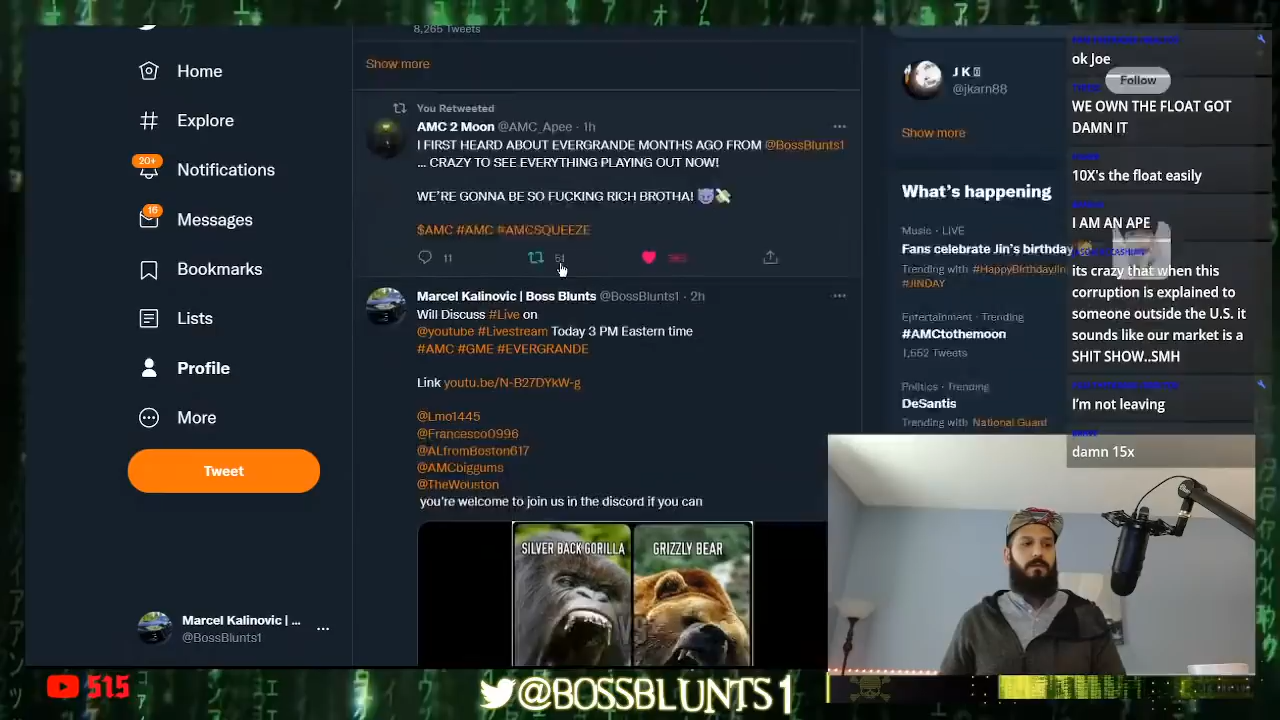 8,265 Tweets
Show more
Home
Explore
20+
Notifications
16
Messages
Bookmarks
Lists
Profile
More
Tweet
Marcel Kalinovic | ...
@BossBlunts1
You Retweeted
AMC 2 Moon @AMC_Apee · 1h
I FIRST HEARD ABOUT EVERGRANDE MONTHS AGO FROM @BossBlunts1
... CRAZY TO SEE EVERYTHING PLAYING OUT NOW!
WE'RE GONNA BE SO FUCKING RICH BROTHA! 😈💸
$AMC #AMC #AMCSQUEEZE
11
51
Marcel Kalinovic | Boss Blunts @BossBlunts1 · 2h
Will Discuss #Live on
@youtube #Livestream Today 3 PM Eastern time
#AMC #GME #EVERGRANDE
Link youtu.be/N-B27DYkW-g
@Lmo1445
@Francesco0996
@ALfromBoston617
@AMCbiggums
@TheWouston
you're welcome to join us in the discord if you can
SILVER BACK GORILLA
GRIZZLY BEAR
VS
J K
@jkarn88
Follow
Show more
What's happening
Music · LIVE
Fans celebrate Jin's birthday
Trending with #HappyBirthdayJin
#JINDAY
Entertainment · Trending
#AMCtothemoon
1,652 Tweets
Politics · Trending
DeSantis
Trending with National Guard
ok Joe
WE OWN THE FLOAT GOT
DAMN IT
10X's the float easily
I AM AN APE
its crazy that when this
corruption is explained to
someone outside the U.S. it
sounds like our market is a
SHIT SHOW..SMH
I'm not leaving
damn 15x
515
@BOSSBLUNTS1